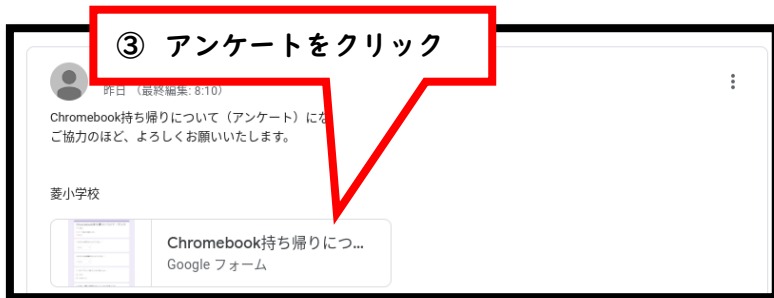 ③ アンケートをクリック
昨日 （最終編集: 8:10）
Chromebook持ち帰りについて（アンケート）にな
ご協力のほど、よろしくお願いいたします。
菱小学校
Chromebook持ち帰りにつ...
Google フォーム